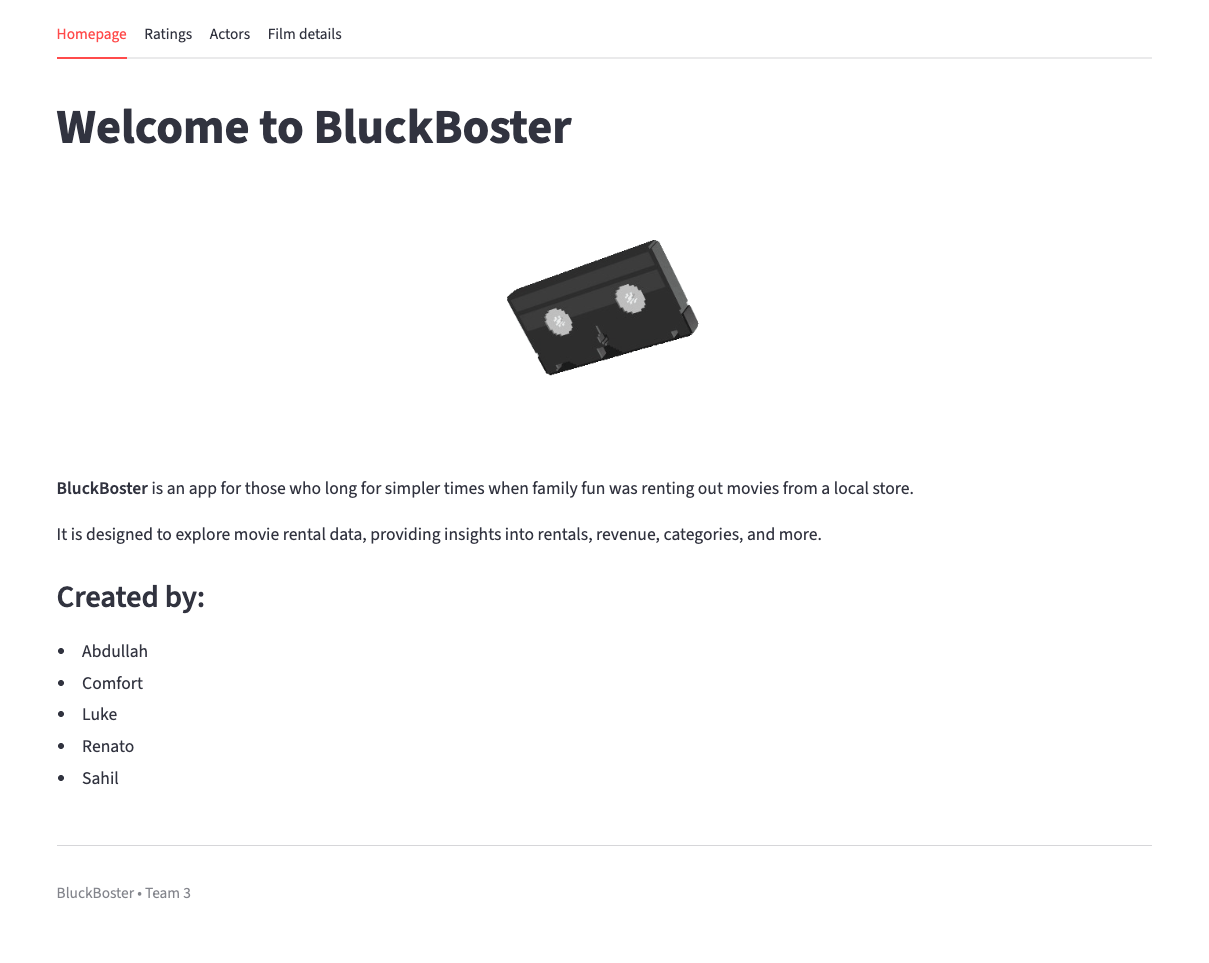 Homepage Ratings Actors Film details
Welcome to BluckBoster
BluckBoster is an app for those who long for simpler times when family fun was renting out movies from a local store.
It is designed to explore movie rental data, providing insights into rentals, revenue, categories, and more.
Created by:
• Abdullah
• Comfort
• Luke
• Renato
• Sahil
BluckBoster • Team 3